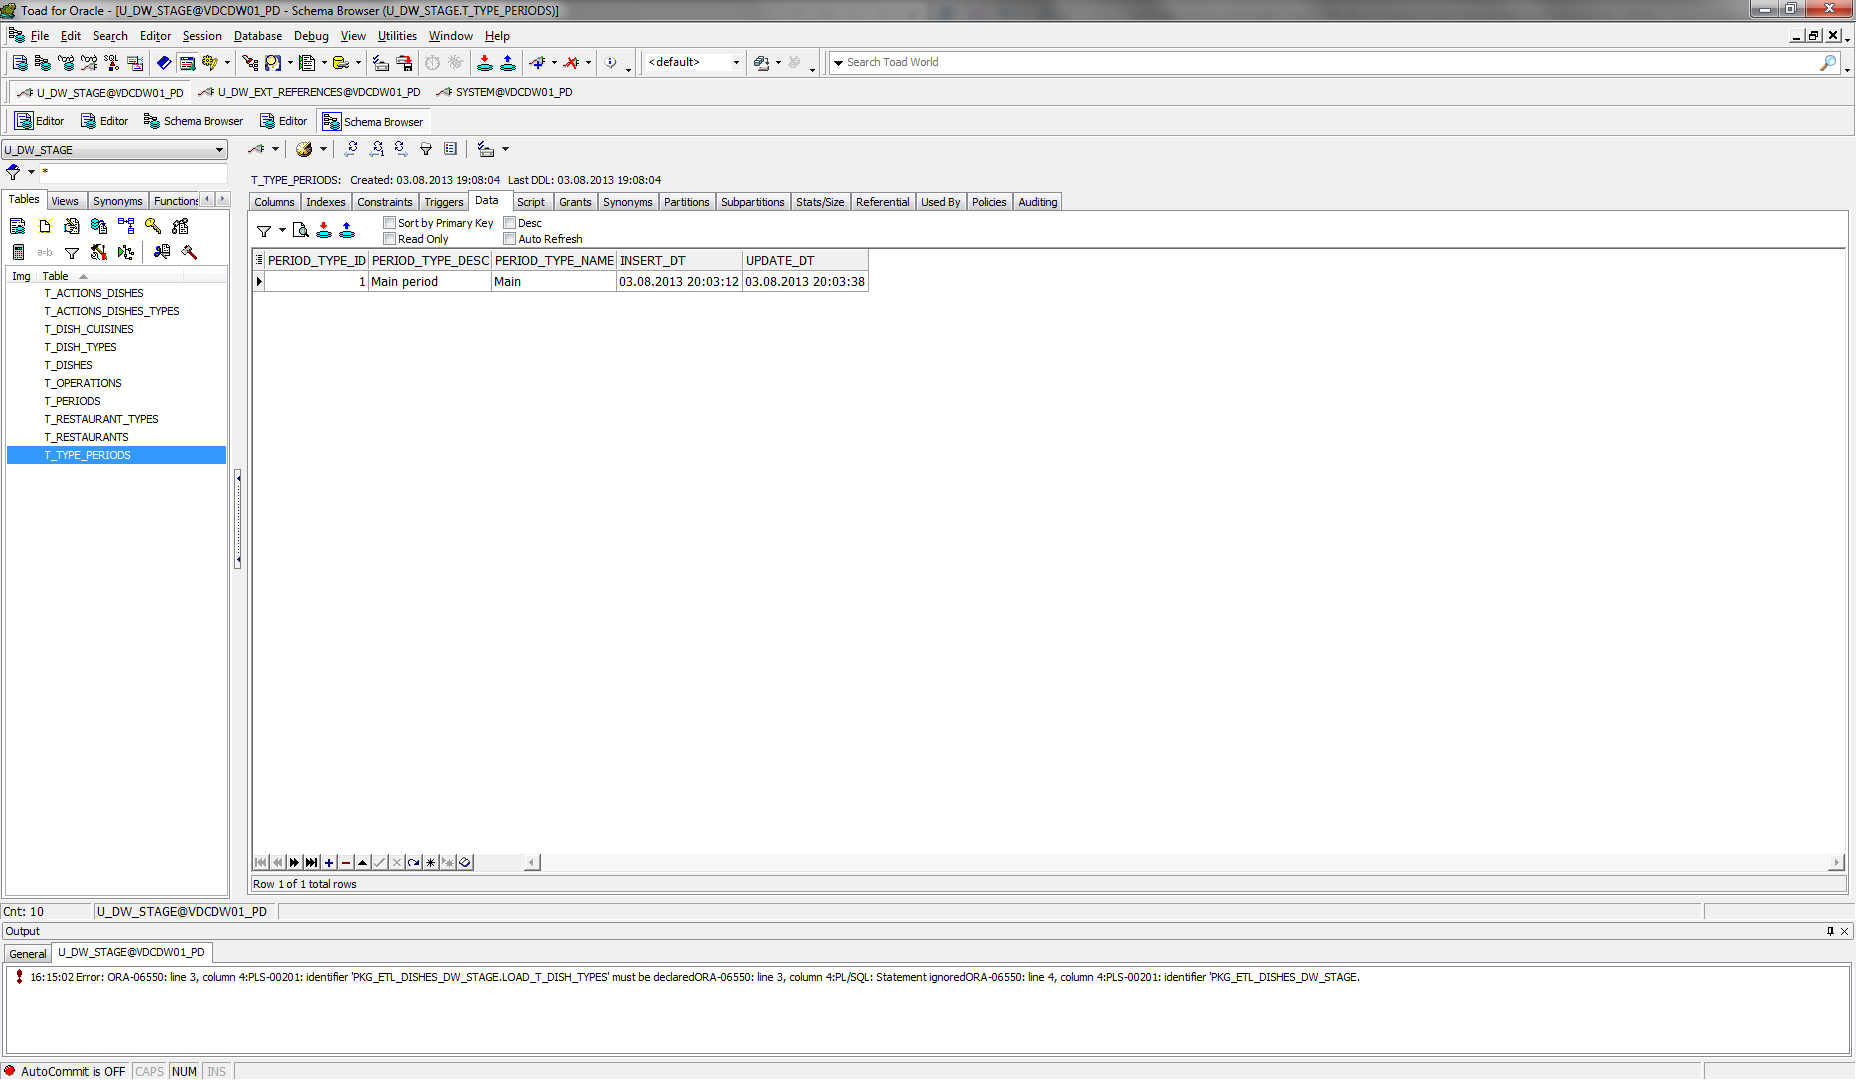 Toad for Oracle - [U_DW_STAGE@VDCDW01_PD - Schema Browser (U_DW_STAGE.T_TYPE_PERIODS)]
File Edit Search Editor Session Database Debug View Utilities Window Help
SQL <default> Search Toad World
U_DW_STAGE@VDCDW01_PD U_DW_EXT_REFERENCES@VDCDW01_PD SYSTEM@VDCDW01_PD
Editor Editor Schema Browser Editor Schema Browser
U_DW_STAGE
*
T_TYPE_PERIODS: Created: 03.08.2013 19:08:04 Last DDL: 03.08.2013 19:08:04
Tables Views Synonyms Functions
Columns Indexes Constraints Triggers Data Script Grants Synonyms Partitions Subpartitions Stats/Size Referential Used By Policies Auditing
Sort by Primary Key Desc
Read Only Auto Refresh
a=b
Img Table
T_ACTIONS_DISHES
T_ACTIONS_DISHES_TYPES
T_DISH_CUISINES
T_DISH_TYPES
T_DISHES
T_OPERATIONS
T_PERIODS
T_RESTAURANT_TYPES
T_RESTAURANTS
T_TYPE_PERIODS
PERIOD_TYPE_ID PERIOD_TYPE_DESC PERIOD_TYPE_NAME INSERT_DT UPDATE_DT
1 Main period Main 03.08.2013 20:03:12 03.08.2013 20:03:38
Row 1 of 1 total rows
Cnt: 10 U_DW_STAGE@VDCDW01_PD
Output
General U_DW_STAGE@VDCDW01_PD
16:15:02 Error: ORA-06550: line 3, column 4:PLS-00201: identifier 'PKG_ETL_DISHES_DW_STAGE.LOAD_T_DISH_TYPES' must be declaredORA-06550: line 3, column 4:PL/SQL: Statement ignoredORA-06550: line 4, column 4:PLS-00201: identifier 'PKG_ETL_DISHES_DW_STAGE.
AutoCommit is OFF CAPS NUM INS